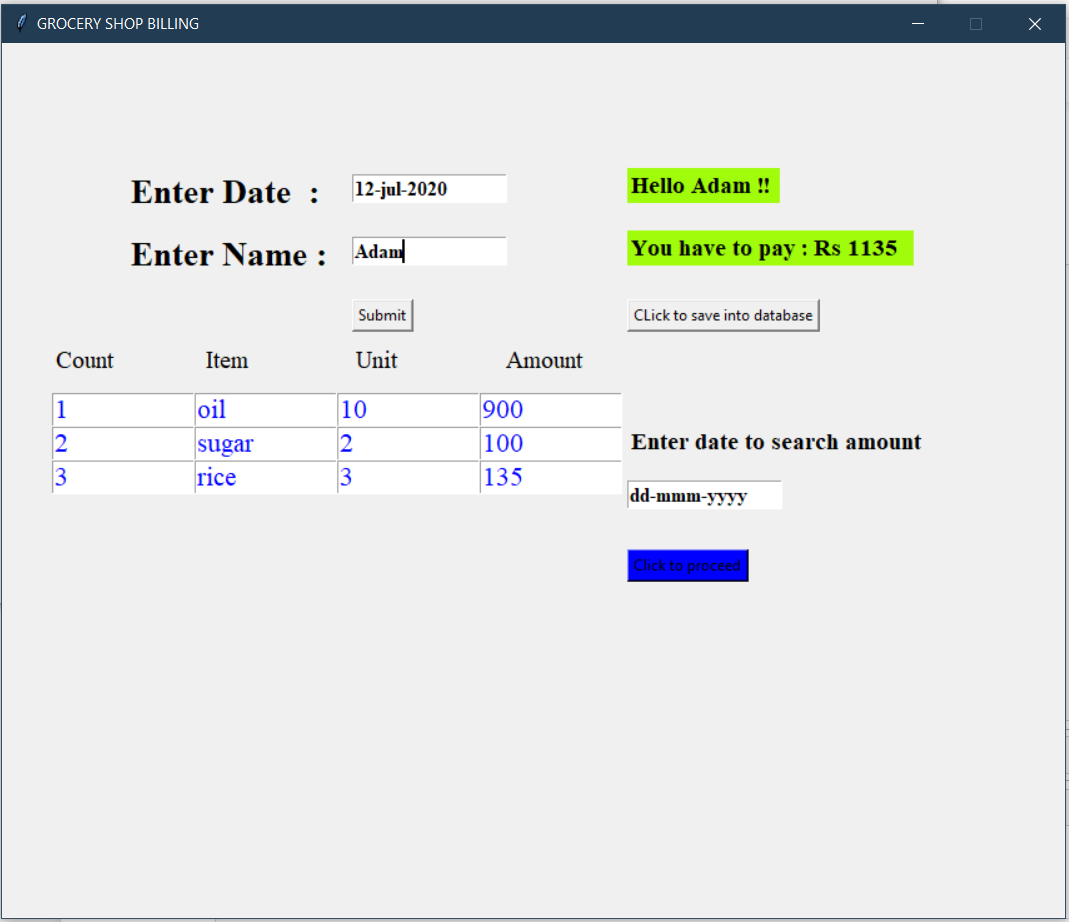 GROCERY SHOP BILLING
Enter Date : 12-jul-2020 Hello Adam !!
Enter Name : Adam You have to pay : Rs 1135
Submit CLick to save into database
Count Item Unit Amount
1 oil 10 900
2 sugar 2 100
3 rice 3 135
Enter date to search amount
dd-mmm-yyyy
Click to proceed